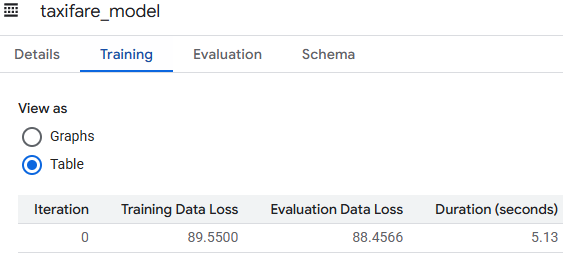 taxifare_model
Details Training Evaluation Schema
View as
Graphs
Table
Iteration Training Data Loss Evaluation Data Loss Duration (seconds)
0 89.5500 88.4566 5.13